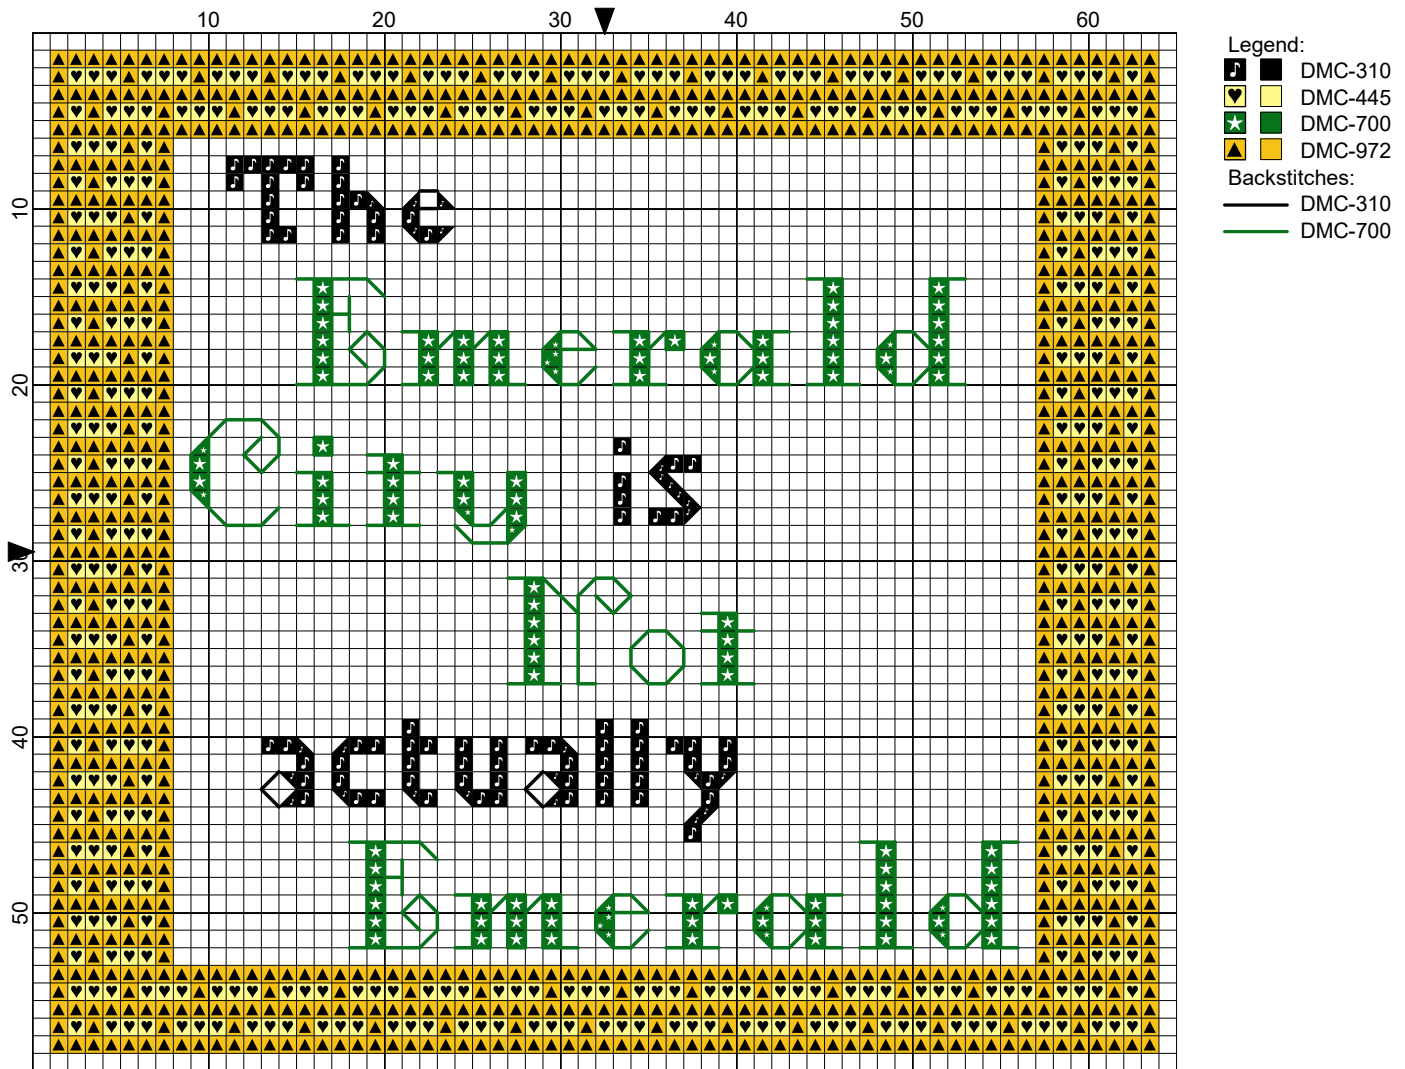 10 20 30 40 50 60
Legend:
DMC-310
DMC-445
DMC-700
DMC-972
Backstitches:
DMC-310
DMC-700
10
20
30
40
50
The
Emerald
City is
Not
actually
Emerald